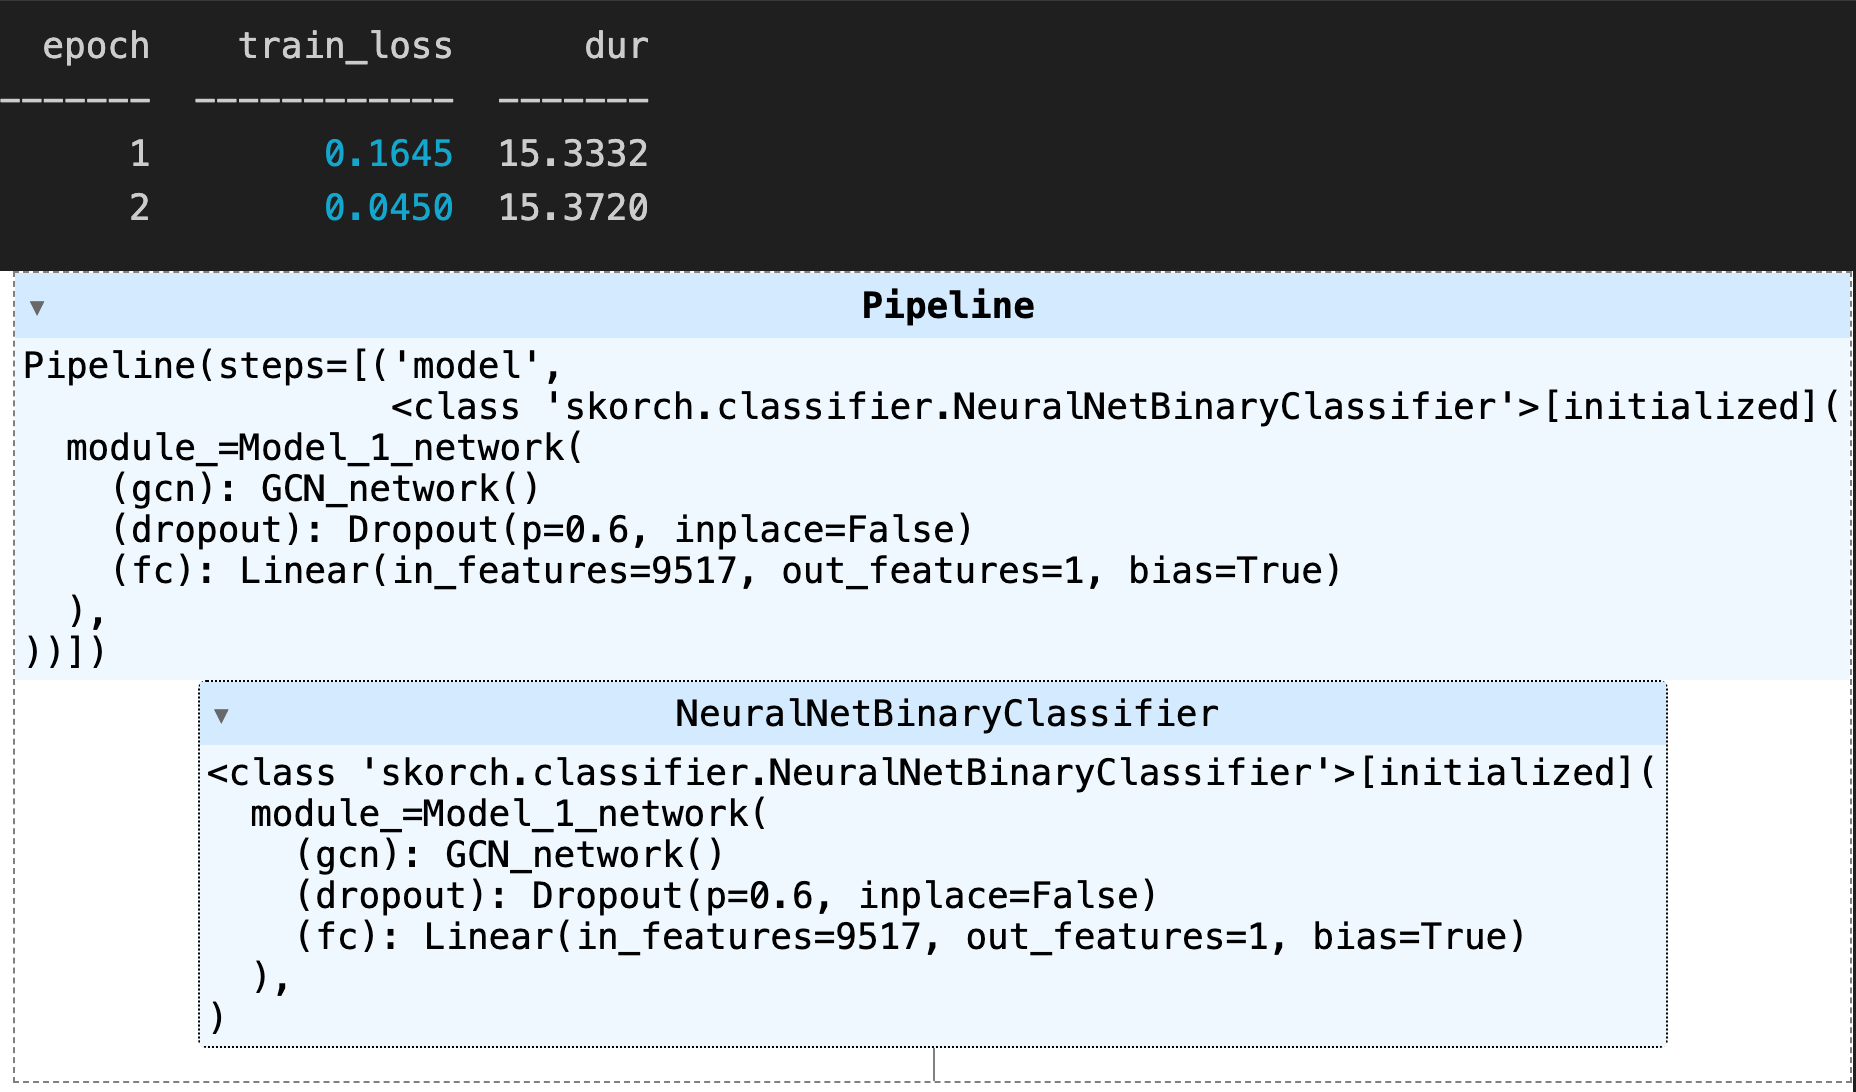 epoch    train_loss      dur
-------  ------------  -------
      1        0.1645  15.3332
      2        0.0450  15.3720
▼ Pipeline
Pipeline(steps=[('model',
                 <class 'skorch.classifier.NeuralNetBinaryClassifier'>[initialized](
  module_=Model_1_network(
    (gcn): GCN_network()
    (dropout): Dropout(p=0.6, inplace=False)
    (fc): Linear(in_features=9517, out_features=1, bias=True)
  ),
))])
▼ NeuralNetBinaryClassifier
<class 'skorch.classifier.NeuralNetBinaryClassifier'>[initialized](
  module_=Model_1_network(
    (gcn): GCN_network()
    (dropout): Dropout(p=0.6, inplace=False)
    (fc): Linear(in_features=9517, out_features=1, bias=True)
  ),
)